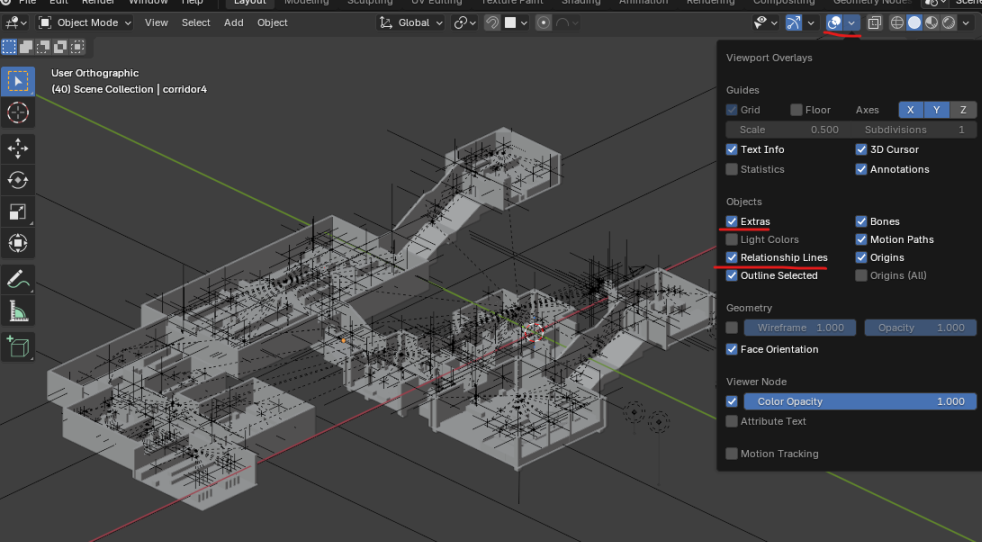 File Edit Render Window Help Layout Modeling Sculpting UV Editing Texture Paint Shading Animation Rendering Compositing Geometry Nodes Scene
Object Mode View Select Add Object Global
User Orthographic
(40) Scene Collection | corridor4
Viewport Overlays
Guides
Grid Floor Axes X Y Z
Scale 0.500 Subdivisions 1
Text Info 3D Cursor
Statistics Annotations
Objects
Extras Bones
Light Colors Motion Paths
Relationship Lines Origins
Outline Selected Origins (All)
Geometry
Wireframe 1.000 Opacity 1.000
Face Orientation
Viewer Node
Color Opacity 1.000
Attribute Text
Motion Tracking